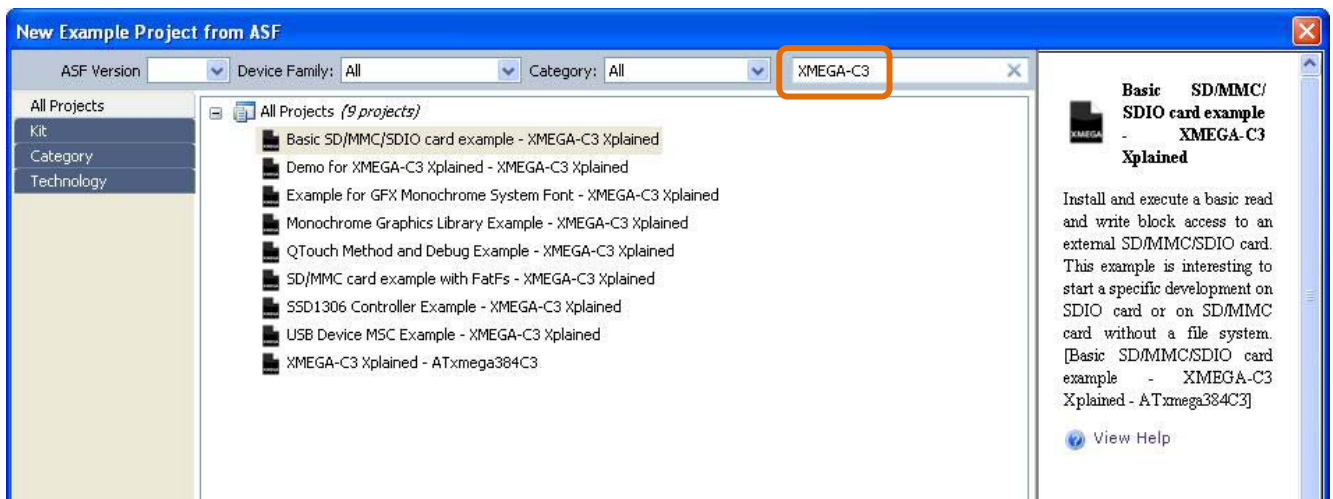 New Example Project from ASF
ASF Version Device Family: All Category: All XMEGA-C3
All Projects
Kit
Category
Technology
All Projects (9 projects)
Basic SD/MMC/SDIO card example - XMEGA-C3 Xplained
Demo for XMEGA-C3 Xplained - XMEGA-C3 Xplained
Example for GFX Monochrome System Font - XMEGA-C3 Xplained
Monochrome Graphics Library Example - XMEGA-C3 Xplained
QTouch Method and Debug Example - XMEGA-C3 Xplained
SD/MMC card example with FatFs - XMEGA-C3 Xplained
SSD1306 Controller Example - XMEGA-C3 Xplained
USB Device MSC Example - XMEGA-C3 Xplained
XMEGA-C3 Xplained - ATxmega384C3
XMEGA
Basic SD/MMC/
SDIO card example
- XMEGA-C3
Xplained
Install and execute a basic read
and write block access to an
external SD/MMC/SDIO card.
This example is interesting to
start a specific development on
SDIO card or on SD/MMC
card without a file system.
[Basic SD/MMC/SDIO card
example - XMEGA-C3
Xplained - ATxmega384C3]
View Help